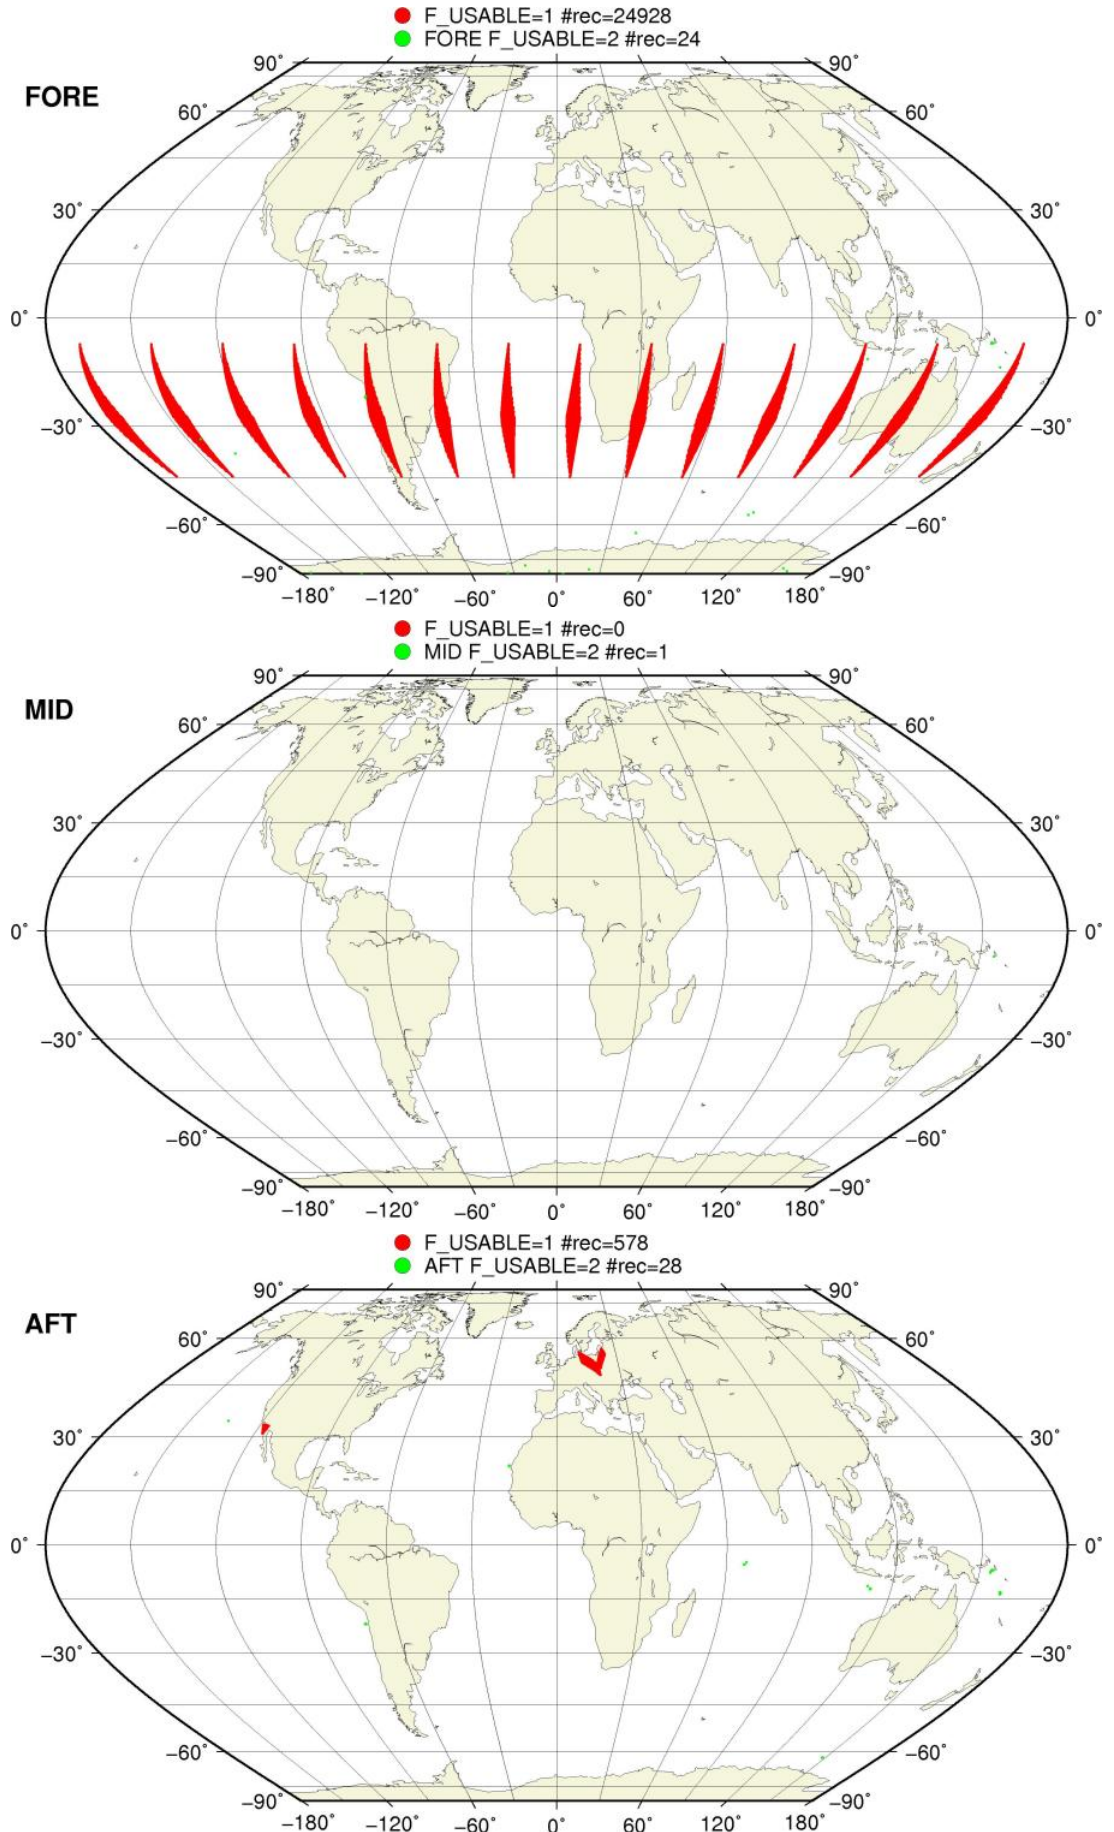 F_USABLE=1 #rec=24928
FORE F_USABLE=2 #rec=24
FORE
90° 90°
60° 60°
30° 30°
0° 0°
−30° −30°
−60° −60°
−90° −90°
−180° −120° −60° 0° 60° 120° 180°
F_USABLE=1 #rec=0
MID F_USABLE=2 #rec=1
MID
90° 90°
60° 60°
30° 30°
0° 0°
−30° −30°
−60° −60°
−90° −90°
−180° −120° −60° 0° 60° 120° 180°
F_USABLE=1 #rec=578
AFT F_USABLE=2 #rec=28
AFT
90° 90°
60° 60°
30° 30°
0° 0°
−30° −30°
−60° −60°
−90° −90°
−180° −120° −60° 0° 60° 120° 180°